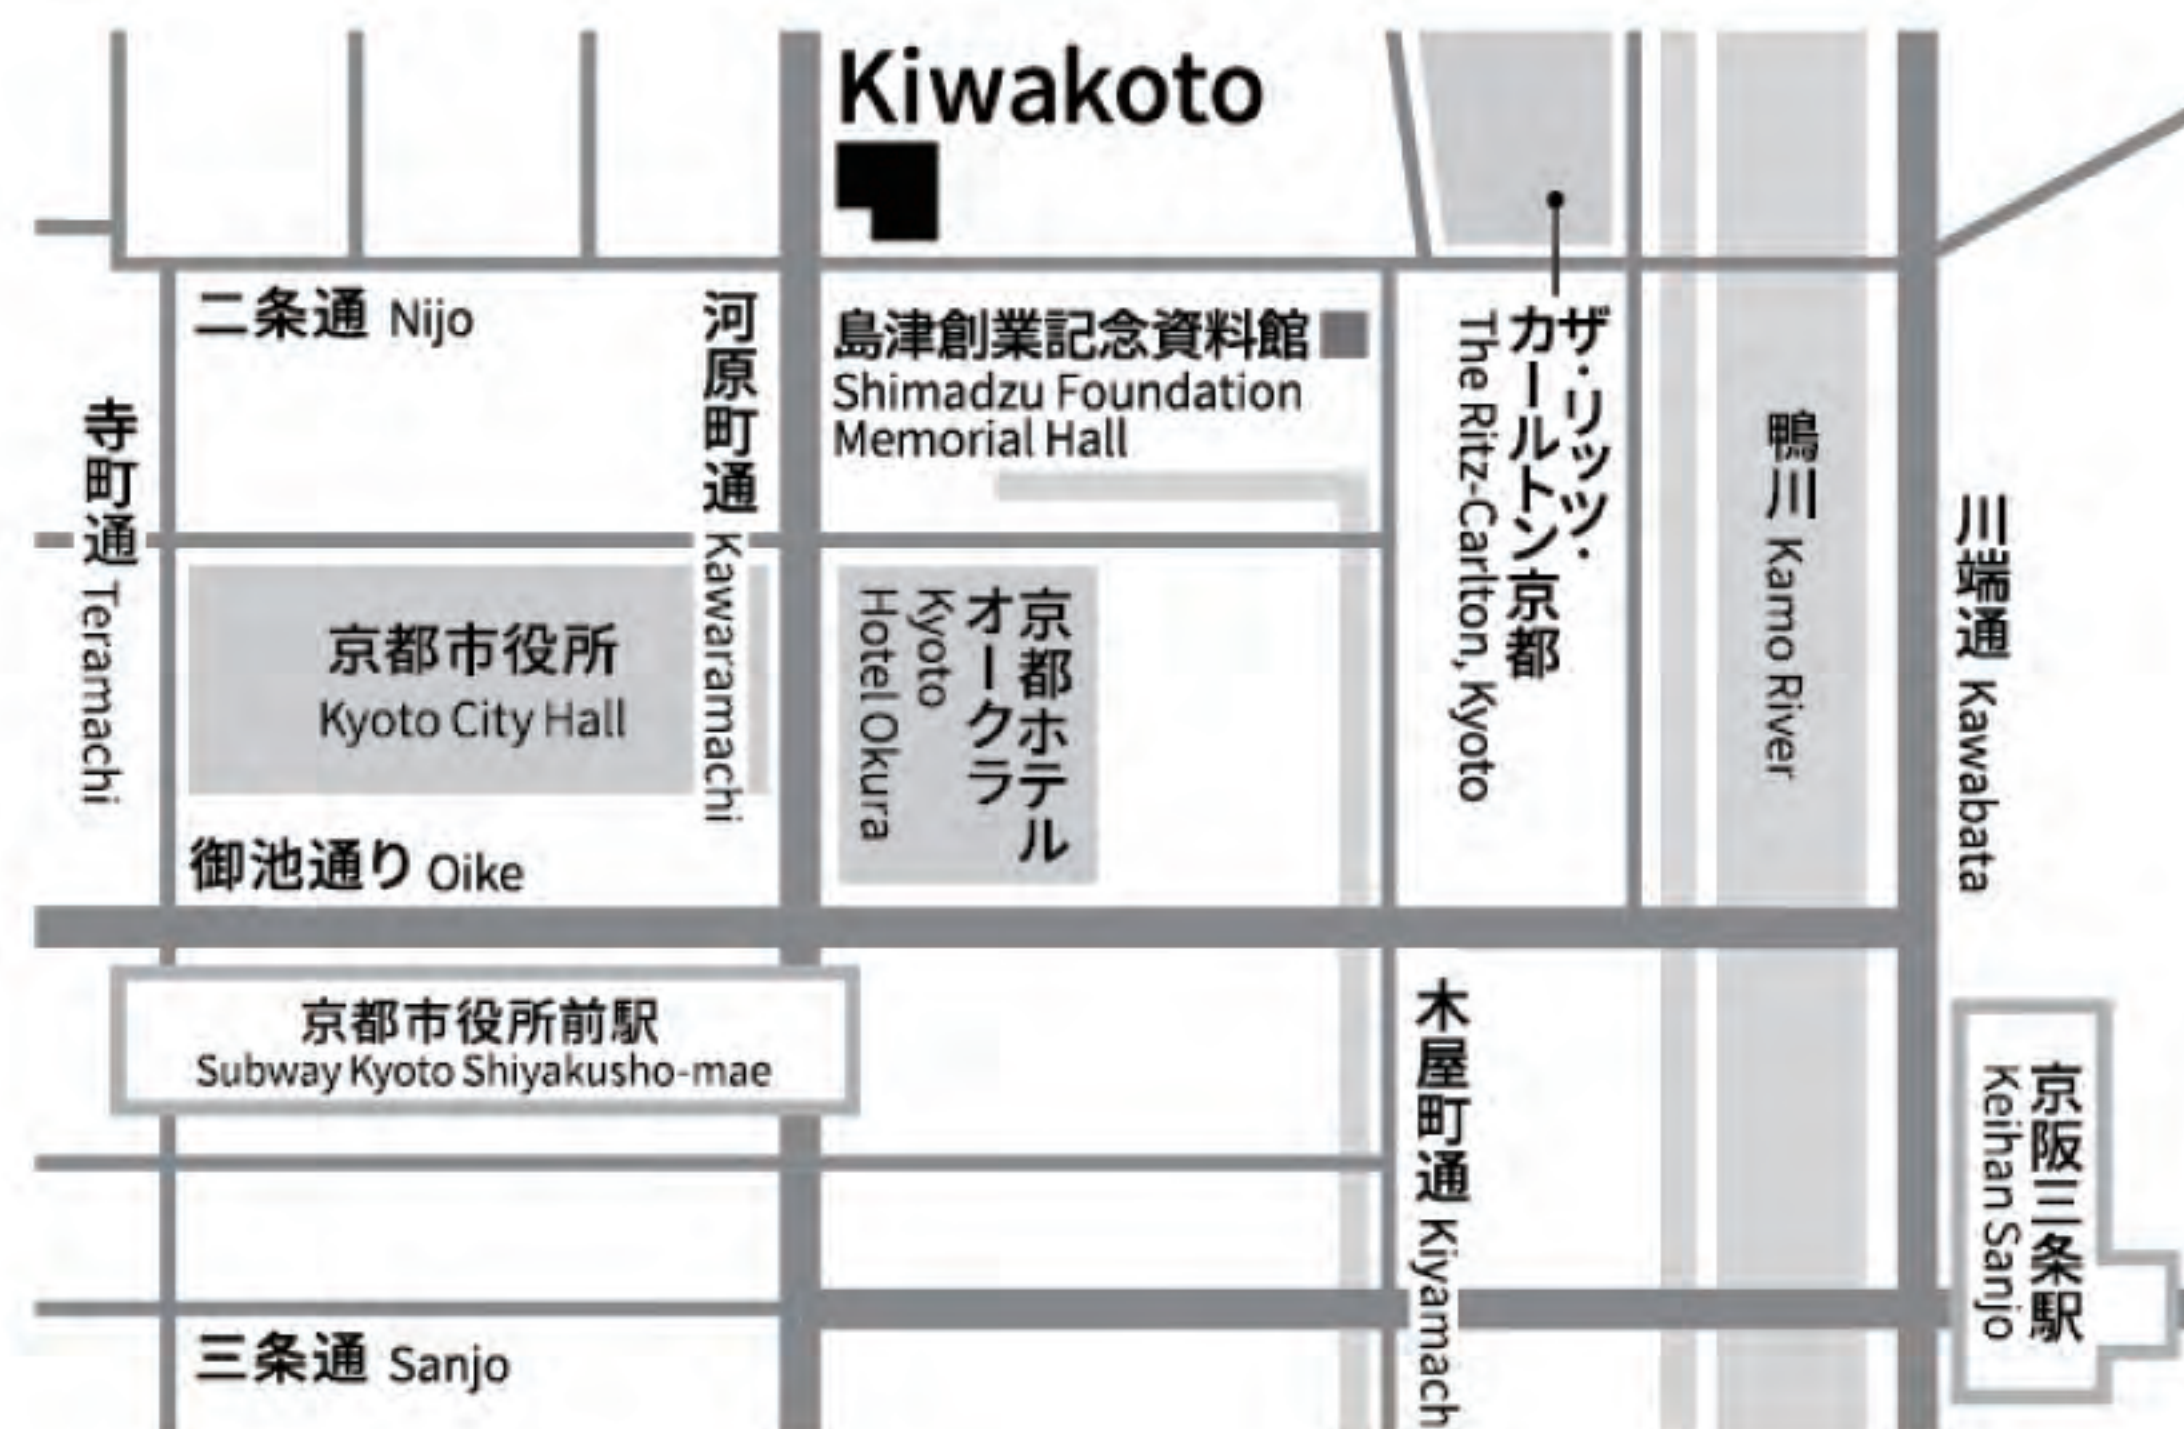 Kiwakoto
二条通 Nijo
河原町通 Kawaramachi
島津創業記念資料館
Shimadzu Foundation
Memorial Hall
ザ・リッツ・
カールトン京都
The Ritz-Carlton, Kyoto
鴨川 Kamo River
川端通 Kawabata
寺町通 Teramachi
京都市役所
Kyoto City Hall
京都ホテル
オークラ
Kyoto
Hotel Okura
御池通り Oike
京都市役所前駅
Subway Kyoto Shiyakusho-mae
木屋町通 Kiyamach
京阪三条駅
Keihan Sanjo
三条通 Sanjo